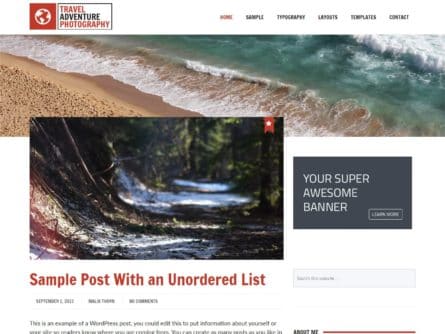 TRAVEL
ADVENTURE
PHOTOGRAPHY
HOME SAMPLE TYPOGRAPHY LAYOUTS TEMPLATES CONTACT
YOUR SUPER
AWESOME
BANNER
LEARN MORE
Sample Post With an Unordered List
Search this website …
SEPTEMBER 2, 2013 NO COMMENTS
This is an example of a WordPress post, you could edit this to put information about yourself or
your site so readers know where you are coming from. You can create as many posts as you like in
ABOUT ME